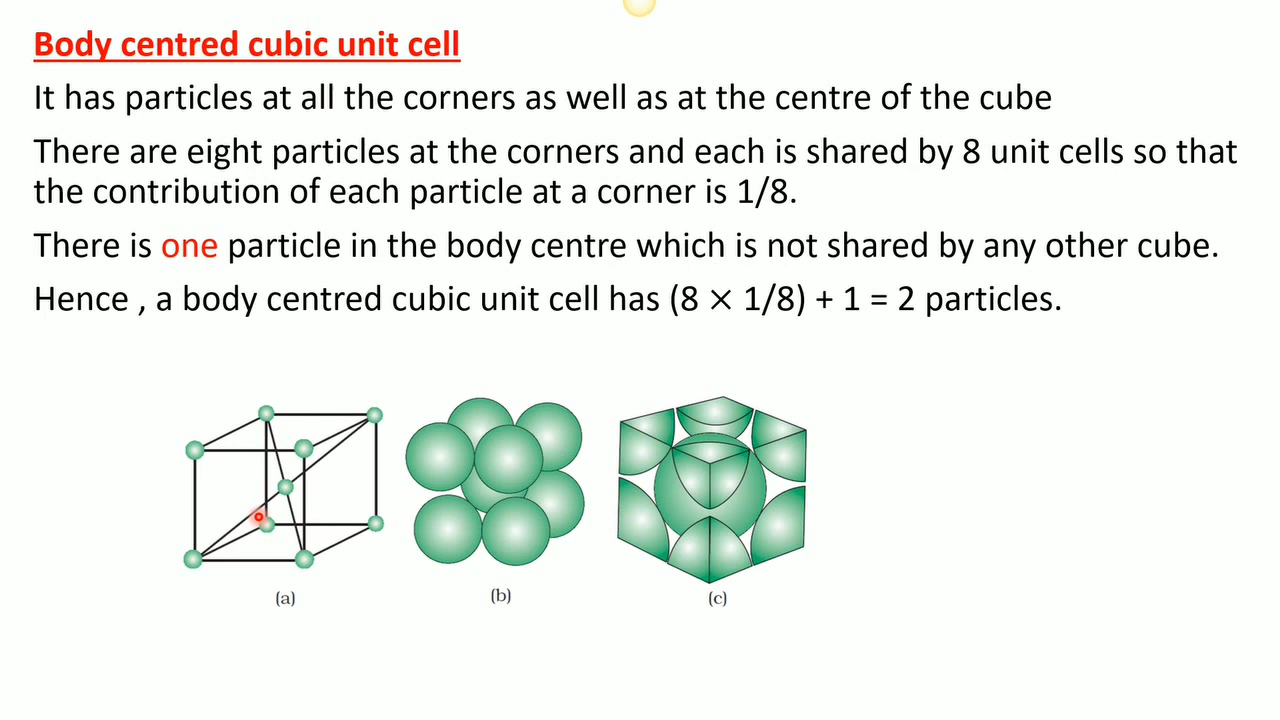 Body centred cubic unit cell
It has particles at all the corners as well as at the centre of the cube
There are eight particles at the corners and each is shared by 8 unit cells so that
the contribution of each particle at a corner is 1/8.
There is one particle in the body centre which is not shared by any other cube.
Hence , a body centred cubic unit cell has (8 × 1/8) + 1 = 2 particles.
(a) (b) (c)